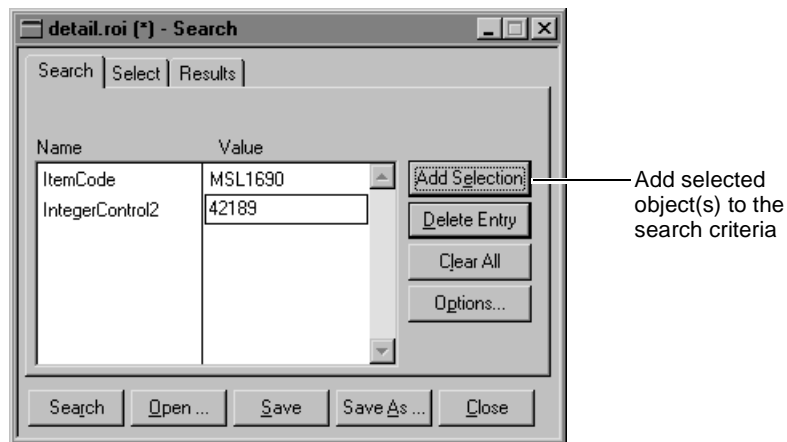 detail.roi (*) - Search
Search Select Results
Name Value
ItemCode MSL1690
IntegerControl2 42189
Add Selection
Delete Entry
Clear All
Options...
Search Open ... Save Save As ... Close
Add selected
object(s) to the
search criteria